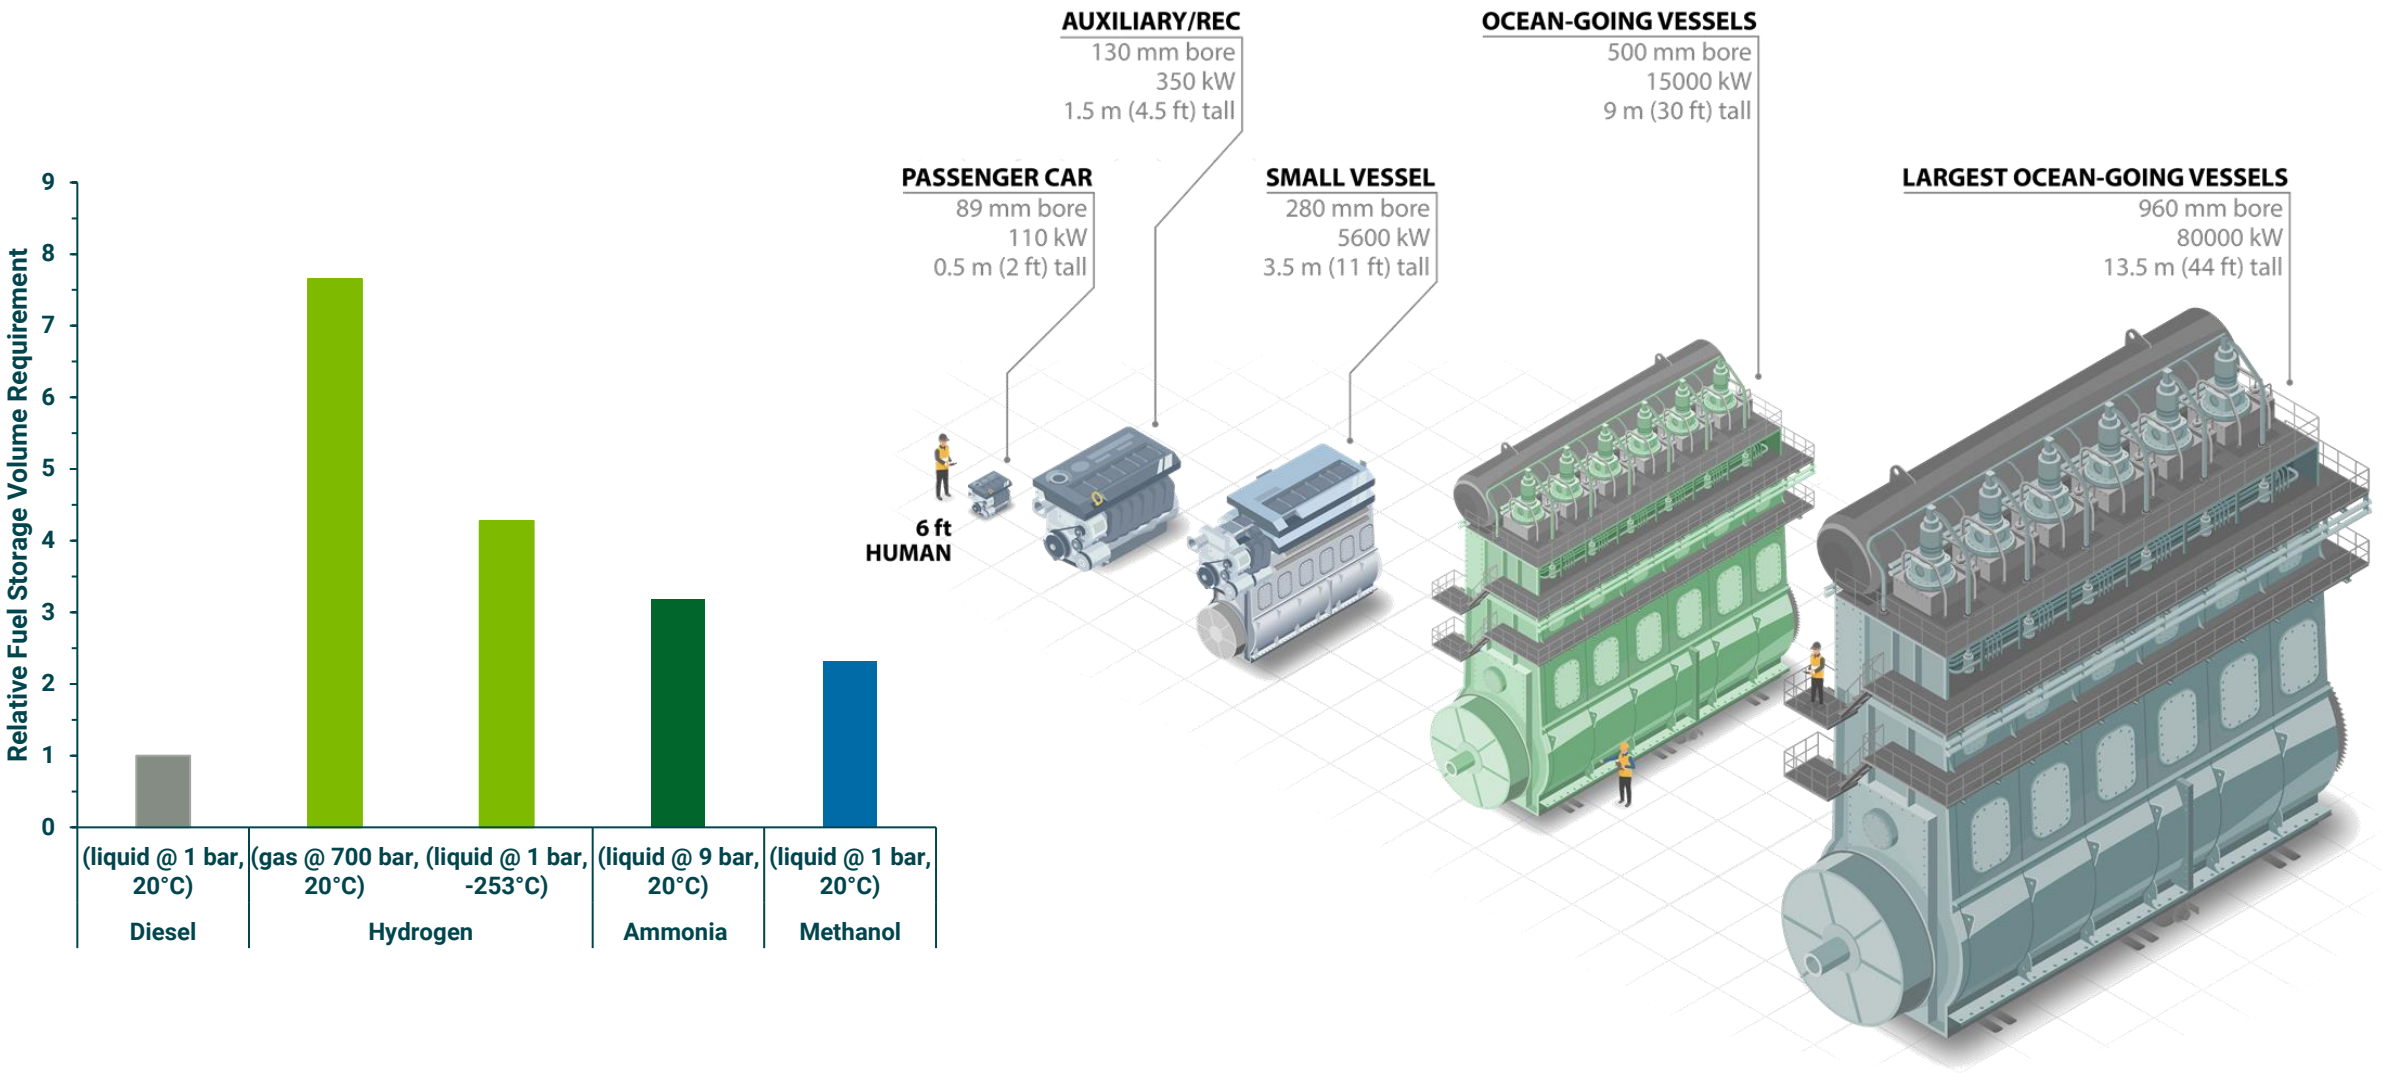 Relative Fuel Storage Volume Requirement
9
8
7
6
5
4
3
2
1
0
(liquid @ 1 bar,
20°C)
(gas @ 700 bar,
20°C)
(liquid @ 1 bar,
-253°C)
(liquid @ 9 bar,
20°C)
(liquid @ 1 bar,
20°C)
Diesel
Hydrogen
Ammonia
Methanol
6 ft
HUMAN
PASSENGER CAR
89 mm bore
110 kW
0.5 m (2 ft) tall
AUXILIARY/REC
130 mm bore
350 kW
1.5 m (4.5 ft) tall
SMALL VESSEL
280 mm bore
5600 kW
3.5 m (11 ft) tall
OCEAN-GOING VESSELS
500 mm bore
15000 kW
9 m (30 ft) tall
LARGEST OCEAN-GOING VESSELS
960 mm bore
80000 kW
13.5 m (44 ft) tall